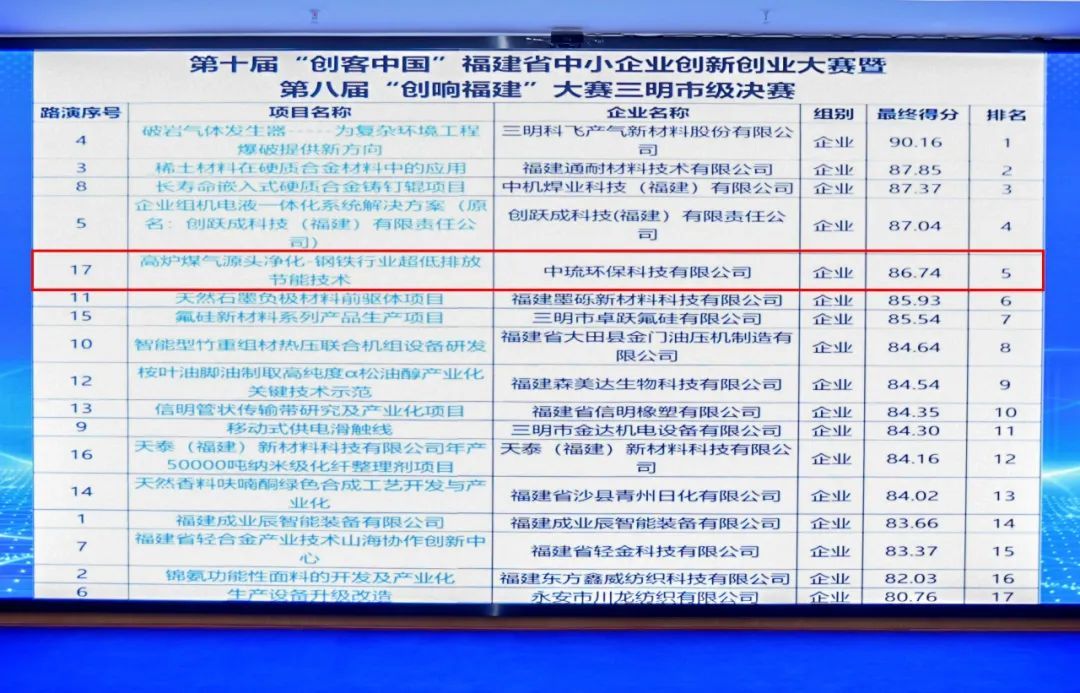 第十届“创客中国”福建省中小企业创新创业大赛暨
第八届“创响福建”大赛三明市级决赛
路演序号 项目名称 企业名称 组别 最终得分 排名
4 破岩气体发生器······为复杂环境工程爆破提供新方向 三明科飞产气新材料股份有限公司 企业 90.16 1
3 稀土材料在硬质合金材料中的应用 福建通耐材料技术有限公司 企业 87.85 2
8 长寿命嵌入式硬质合金铸钉辊项目 中机焊业科技（福建）有限公司 企业 87.37 3
5 企业组机电液一体化系统解决方案（原名：创跃成科技（福建）有限责任公司） 创跃成科技(福建）有限责任公司 企业 87.04 4
17 高炉煤气源头净化-钢铁行业超低排放节能技术 中琉环保科技有限公司 企业 86.74 5
11 天然石墨负极材料前驱体项目 福建墨砾新材料科技有限公司 企业 85.93 6
15 氟硅新材料系列产品生产项目 三明市卓跃氟硅有限公司 企业 85.54 7
10 智能型竹重组材热压联合机组设备研发 福建省大田县金门油压机制造有限公司 企业 84.64 8
12 桉叶油脚油制取高纯度α松油醇产业化关键技术示范 福建森美达生物科技有限公司 企业 84.54 9
13 信明管状传输带研究及产业化项目 福建省信明橡塑有限公司 企业 84.35 10
9 移动式供电滑触线 三明市金达机电设备有限公司 企业 84.30 11
16 天泰（福建）新材料科技有限公司年产50000吨纳米级化纤整理剂项目 天泰（福建）新材料科技有限公司 企业 84.16 12
14 天然香料呋喃酮绿色合成工艺开发与产业化 福建省沙县青州日化有限公司 企业 84.02 13
1 福建成业辰智能装备有限公司 福建成业辰智能装备有限公司 企业 83.66 14
7 福建省轻合金产业技术山海协作创新中心 福建省轻金科技有限公司 企业 83.37 15
2 锦氨功能性面料的开发及产业化 福建东方鑫威纺织科技有限公司 企业 82.03 16
6 生产设备升级改造 永安市川龙纺织有限公司 企业 80.76 17